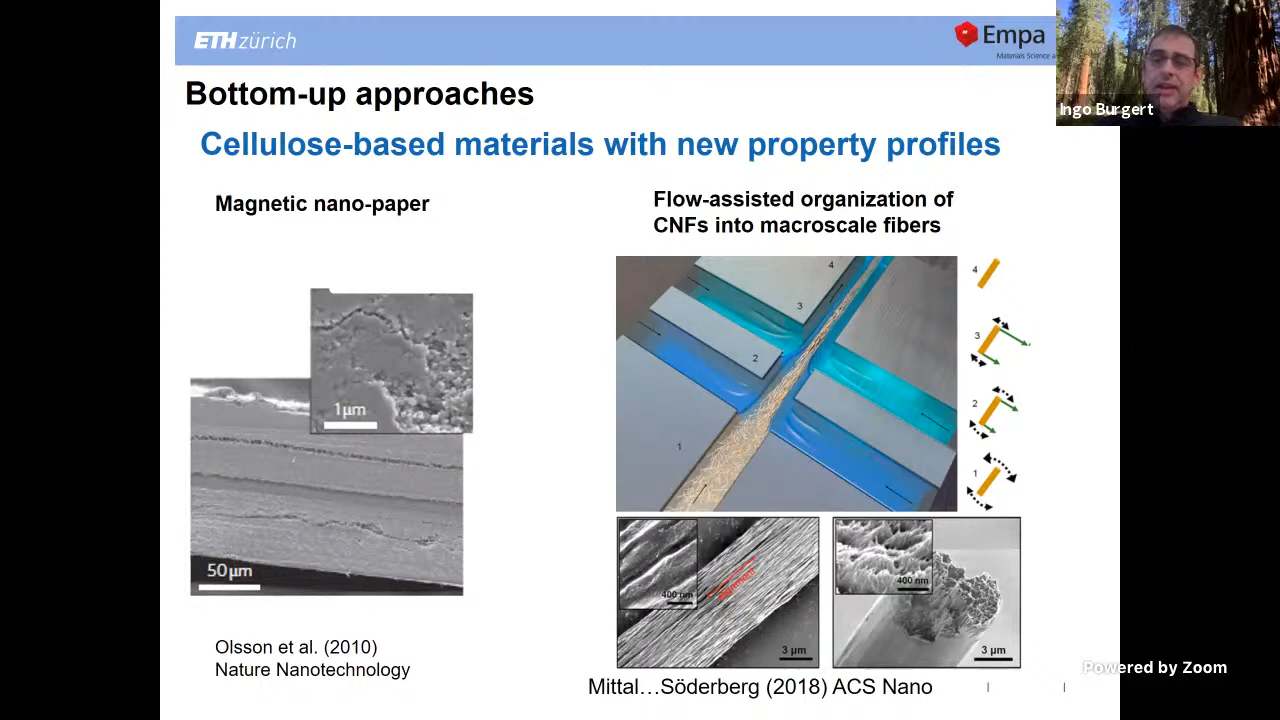 ETH zürich
Empa
Materials Science a
Ingo Burgert
Bottom-up approaches
Cellulose-based materials with new property profiles
Magnetic nano-paper
Flow-assisted organization of
CNFs into macroscale fibers
4
3
2
1
4
3
2
1
1µm
50µm
400 nm
alignment
3 µm
400 nm
3 µm
Olsson et al. (2010)
Nature Nanotechnology
Mittal…Söderberg (2018) ACS Nano
Powered by Zoom